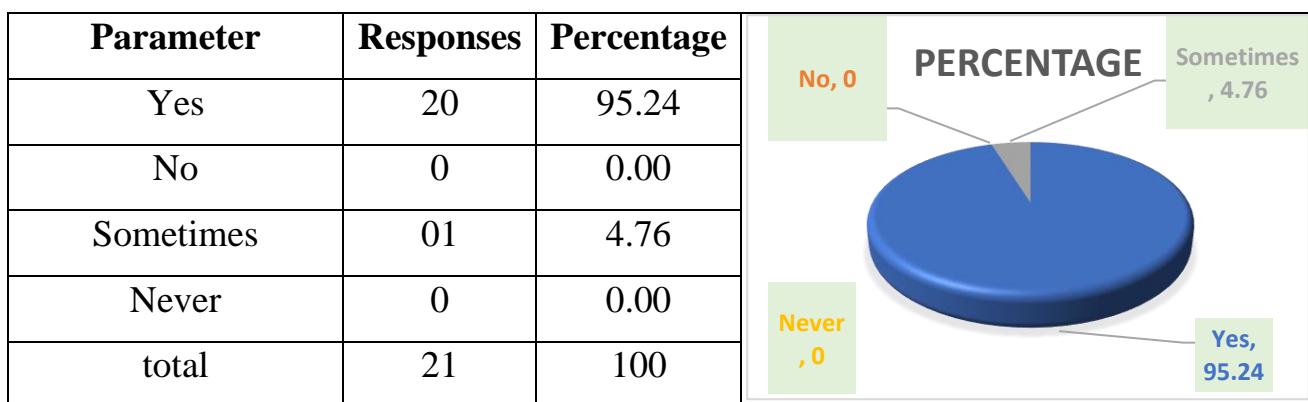 Parameter Responses Percentage
Yes 20 95.24
No 0 0.00
Sometimes 01 4.76
Never 0 0.00
total 21 100
PERCENTAGE
No, 0
Sometimes
, 4.76
Never
, 0
Yes,
95.24